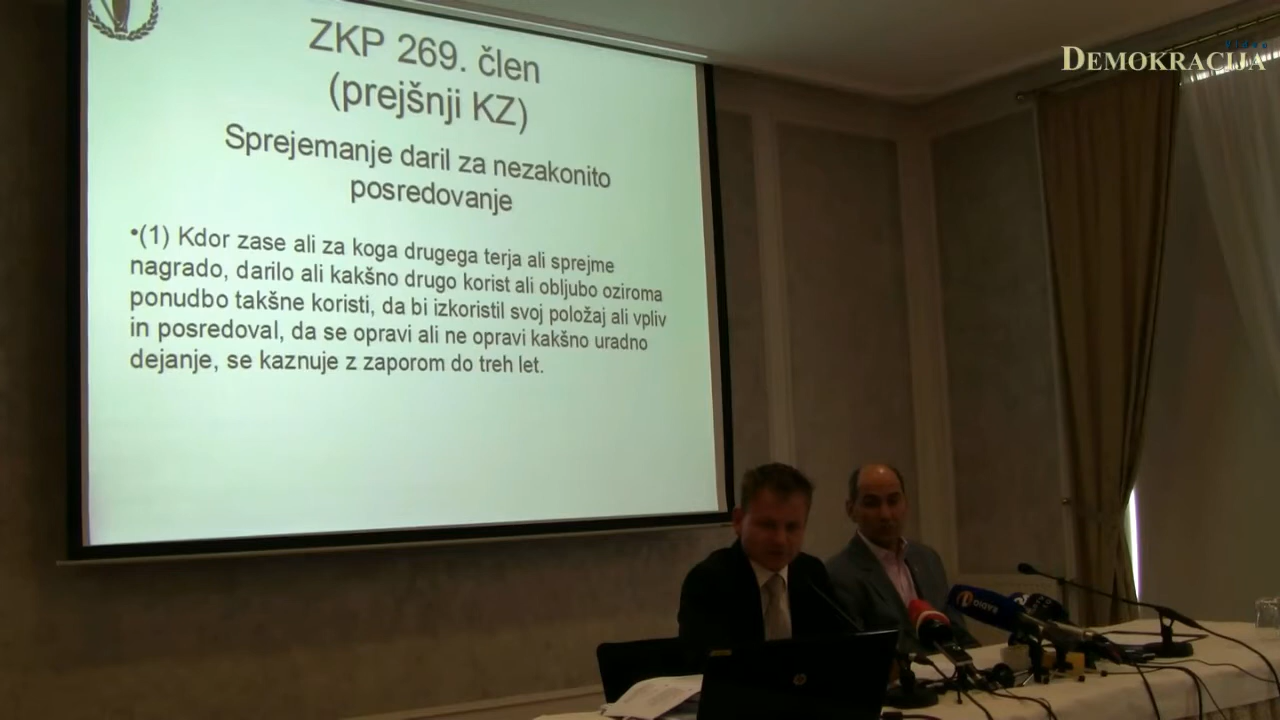 Video
DEMOKRACIJA
ZKP 269. člen
(prejšnji KZ)
Sprejemanje daril za nezakonito
posredovanje
•(1) Kdor zase ali za koga drugega terja ali sprejme
nagrado, darilo ali kakšno drugo korist ali obljubo oziroma
ponudbo takšne koristi, da bi izkoristil svoj položaj ali vpliv
in posredoval, da se opravi ali ne opravi kakšno uradno
dejanje, se kaznuje z zaporom do treh let.
RADIO
hp